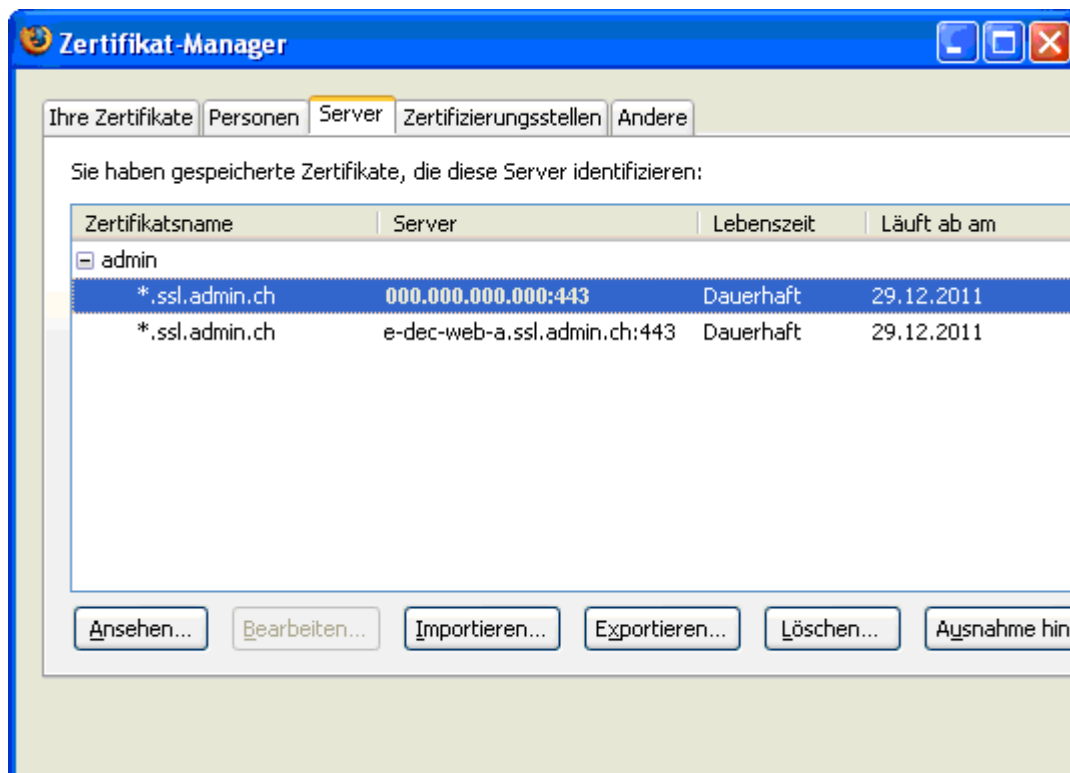 Zertifikat-Manager
Ihre Zertifikate Personen Server Zertifizierungsstellen Andere
Sie haben gespeicherte Zertifikate, die diese Server identifizieren:
Zertifikatsname Server Lebenszeit Läuft ab am
admin
*.ssl.admin.ch 000.000.000.000:443 Dauerhaft 29.12.2011
*.ssl.admin.ch e-dec-web-a.ssl.admin.ch:443 Dauerhaft 29.12.2011
Ansehen... Bearbeiten... Importieren... Exportieren... Löschen... Ausnahme hin